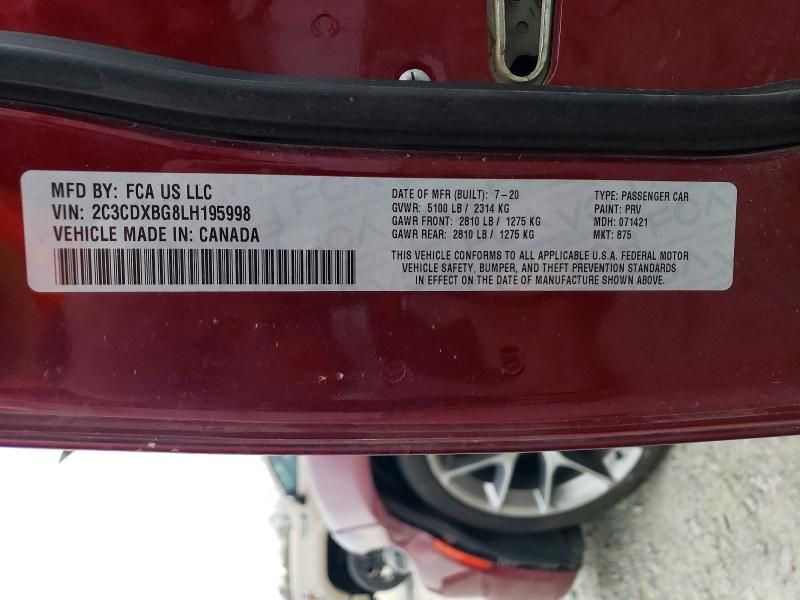 MFD BY: FCA US LLC
VIN: 2C3CDXBG8LH195998
VEHICLE MADE IN: CANADA
DATE OF MFR (BUILT): 7-20
GVWR: 5100 LB / 2314 KG
GAWR FRONT: 2810 LB / 1275 KG
GAWR REAR: 2810 LB / 1275 KG
TYPE: PASSENGER CAR
PAINT: PRV
MDH: 071421
MKT: 875
THIS VEHICLE CONFORMS TO ALL APPLICABLE U.S.A. FEDERAL MOTOR
VEHICLE SAFETY, BUMPER, AND THEFT PREVENTION STANDARDS
IN EFFECT ON THE DATE OF MANUFACTURE SHOWN ABOVE.